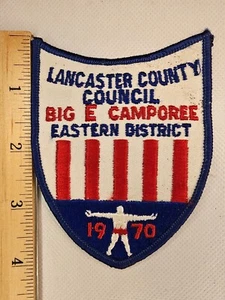 LANCASTER COUNTY
COUNCIL
BIG E CAMPOREE
EASTERN DISTRICT
19 70
1
2
3
4